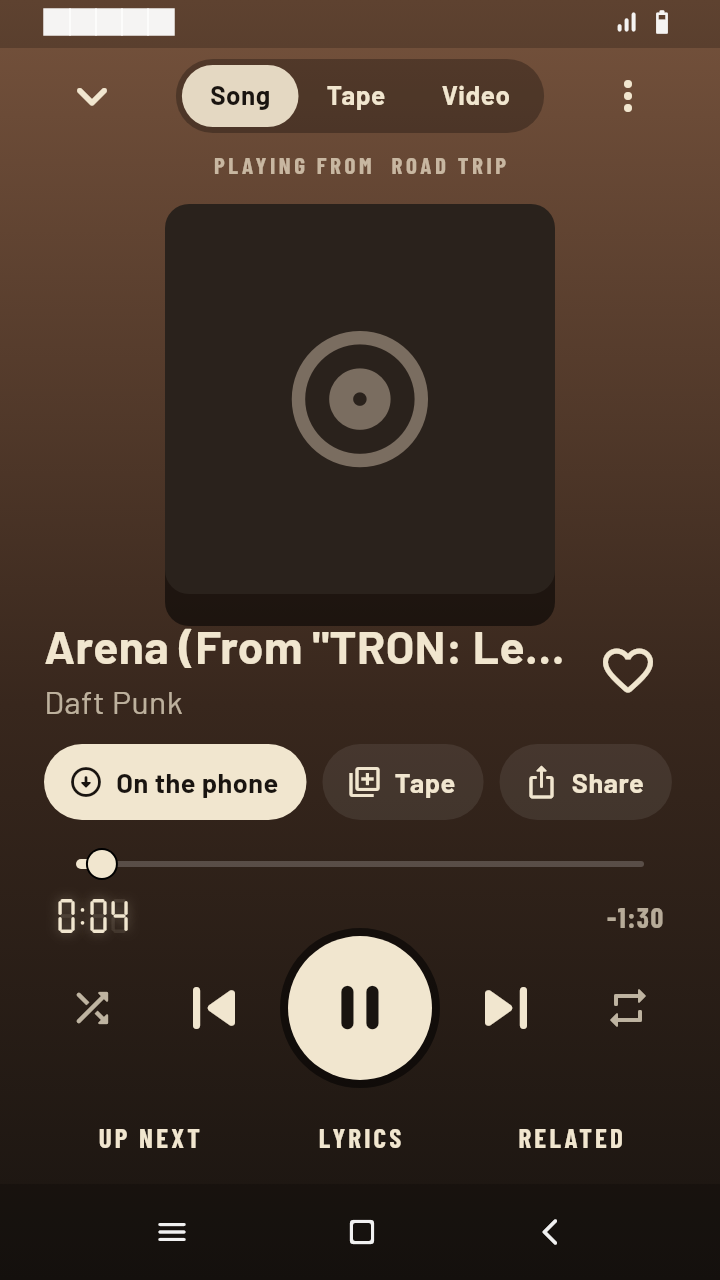 Song Tape Video
PLAYING FROM ROAD TRIP
Arena (From "TRON: Le...
Daft Punk
On the phone Tape Share
0:04 -1:30
UP NEXT LYRICS RELATED